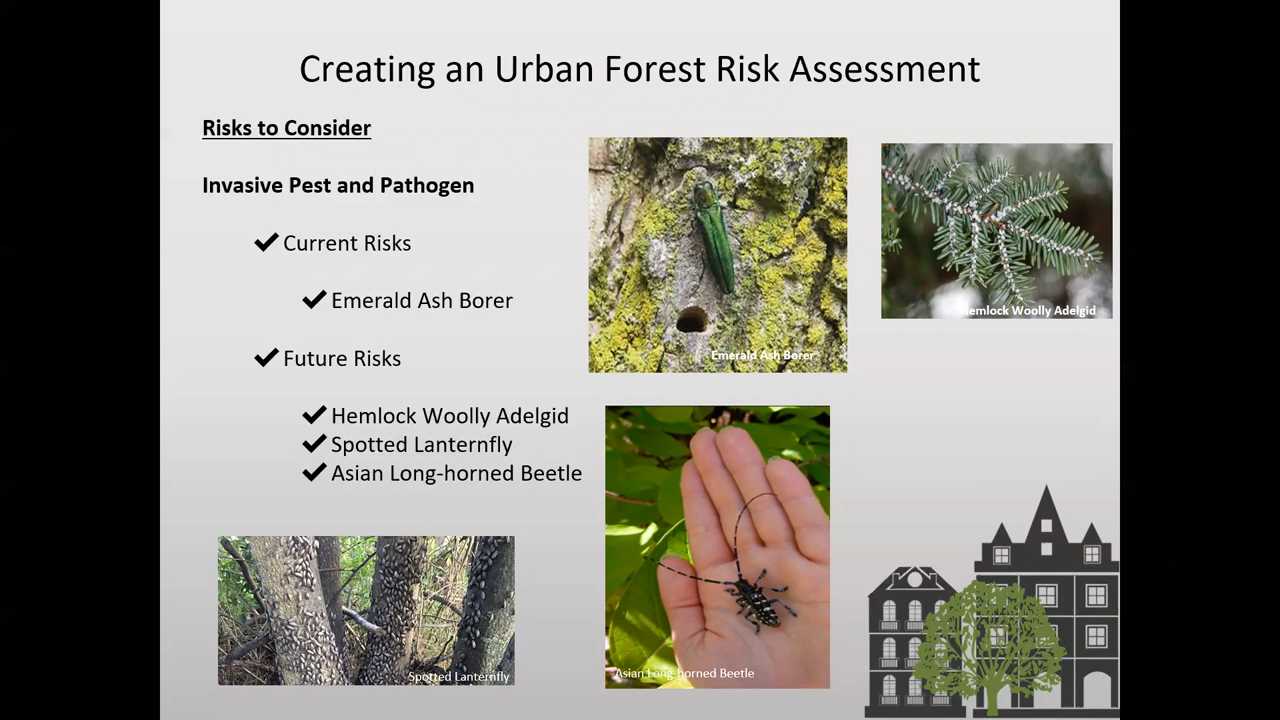 Creating an Urban Forest Risk Assessment
Risks to Consider
Invasive Pest and Pathogen
✔ Current Risks
✔ Emerald Ash Borer
✔ Future Risks
✔ Hemlock Woolly Adelgid
✔ Spotted Lanternfly
✔ Asian Long-horned Beetle
Emerald Ash Borer
Hemlock Woolly Adelgid
Spotted Lanternfly
Asian Long-horned Beetle